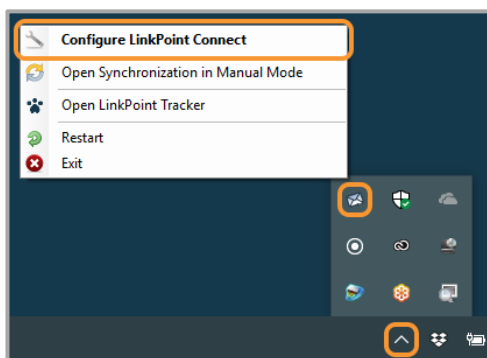 Configure LinkPoint Connect
Open Synchronization in Manual Mode
Open LinkPoint Tracker
Restart
Exit